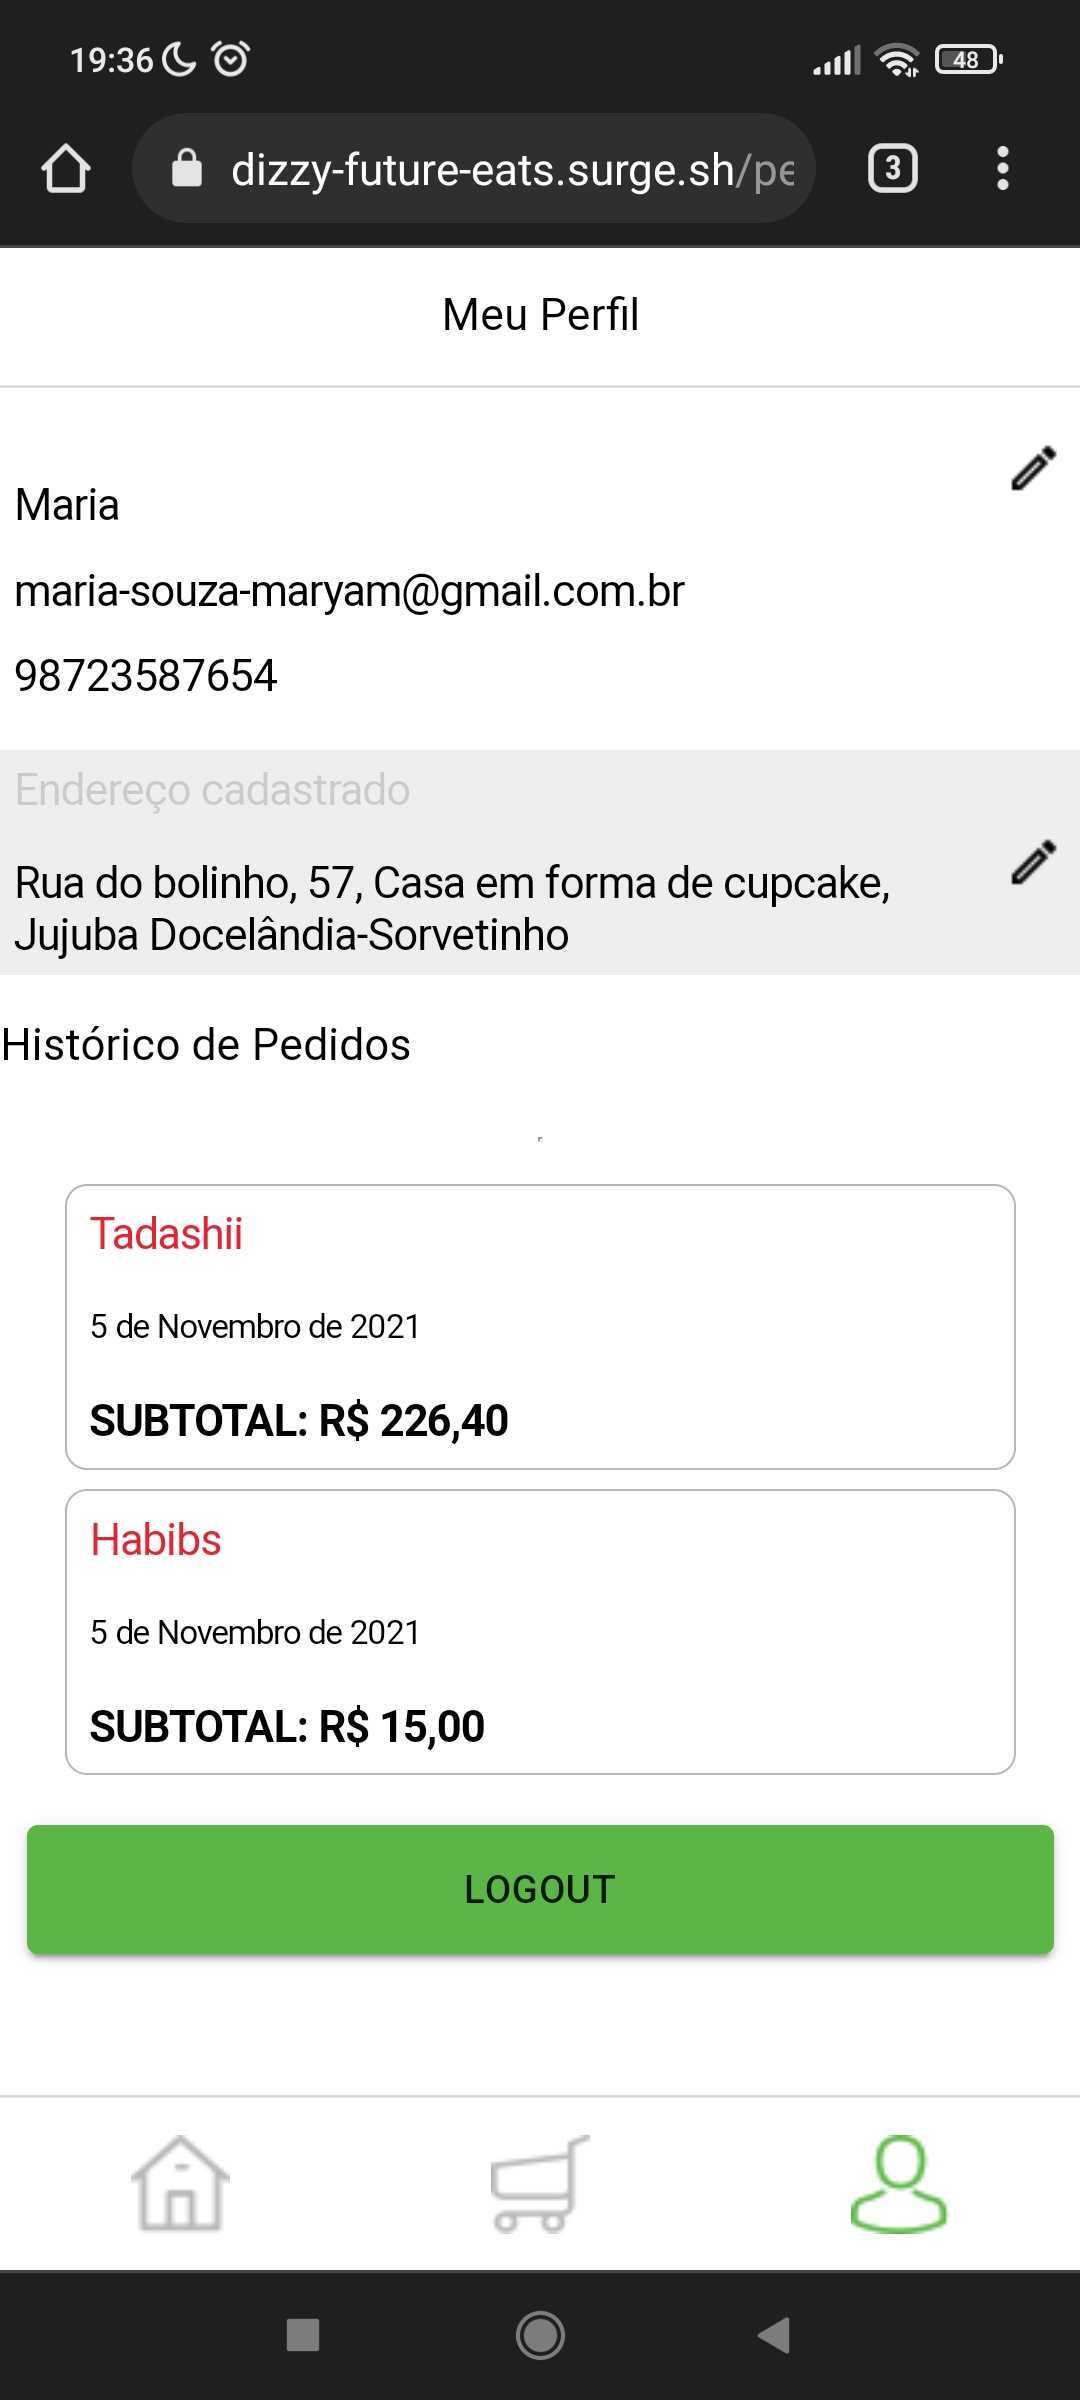 19:36
48
dizzy-future-eats.surge.sh/pe
3
Meu Perfil
Maria
maria-souza-maryam@gmail.com.br
98723587654
Endereço cadastrado
Rua do bolinho, 57, Casa em forma de cupcake,
Jujuba Docelândia-Sorvetinho
Histórico de Pedidos
Tadashii
5 de Novembro de 2021
SUBTOTAL: R$ 226,40
Habibs
5 de Novembro de 2021
SUBTOTAL: R$ 15,00
LOGOUT